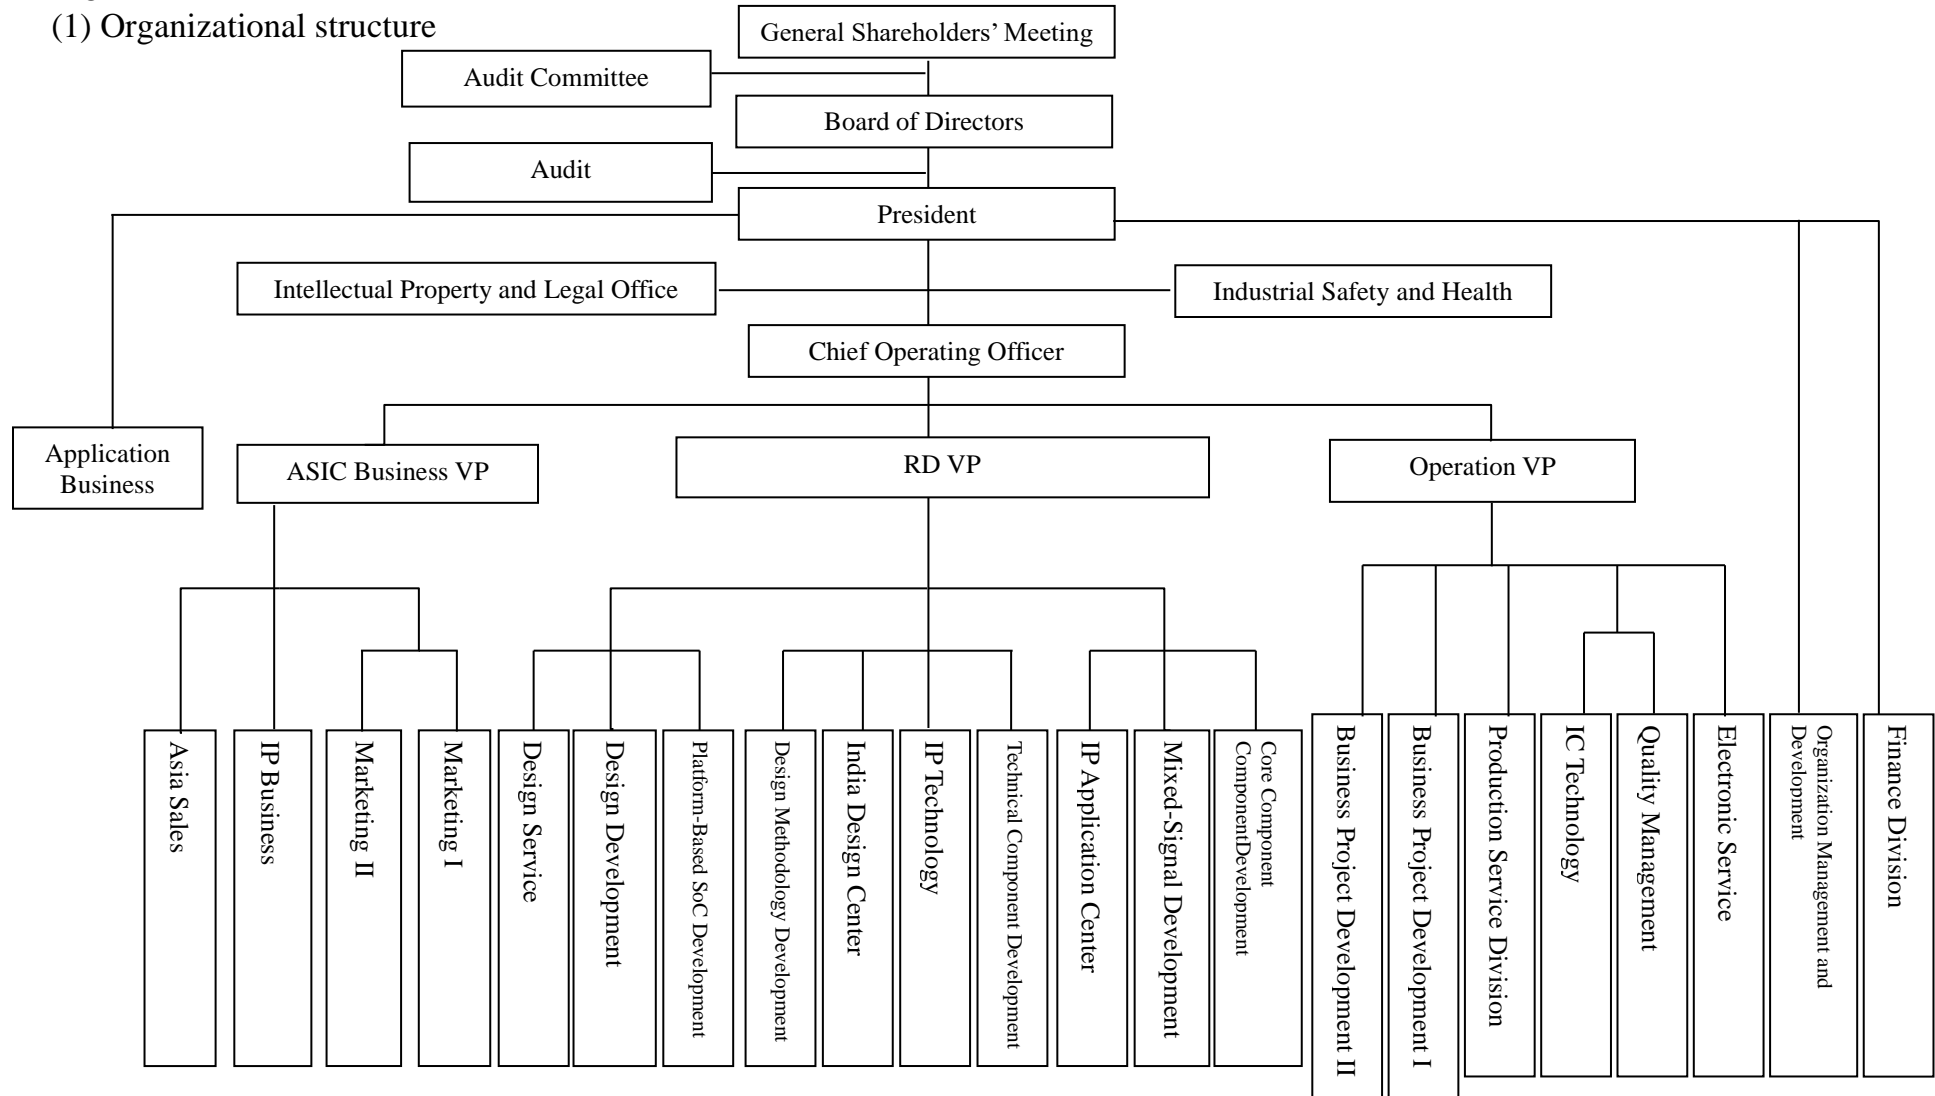 (1) Organizational structure
General Shareholders’ Meeting
Audit Committee
Board of Directors
Audit
President
Intellectual Property and Legal Office
Industrial Safety and Health
Chief Operating Officer
Application
Business
ASIC Business VP
RD VP
Operation VP
Asia Sales
IP Business
Marketing II
Marketing I
Design Service
Design Development
Platform-Based SoC Development
Design Methodology Development
India Design Center
IP Technology
Technical Component Development
IP Application Center
Mixed-Signal Development
Core Component
ComponentDevelopment
Business Project Development II
Business Project Development I
Production Service Division
IC Technology
Quality Management
Electronic Service
Organization Management and
Development
Finance Division